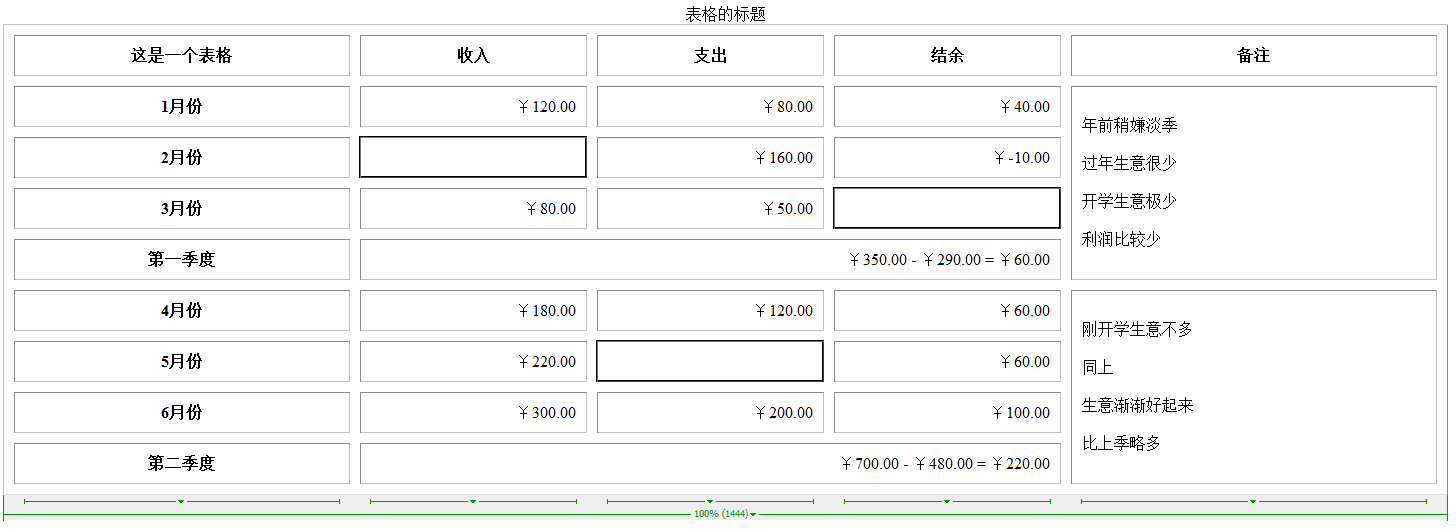 表格的标题
这是一个表格 收入 支出 结余 备注
1月份 ￥120.00 ￥80.00 ￥40.00
年前稍嫌淡季
2月份 ￥160.00 ￥-10.00
过年生意很少
3月份 ￥80.00 ￥50.00
开学生意极少
利润比较少
第一季度 ￥350.00 - ￥290.00 = ￥60.00
4月份 ￥180.00 ￥120.00 ￥60.00
刚开学生意不多
5月份 ￥220.00 ￥60.00
同上
6月份 ￥300.00 ￥200.00 ￥100.00
生意渐渐好起来
比上季略多
第二季度 ￥700.00 - ￥480.00 = ￥220.00
100% (1444)